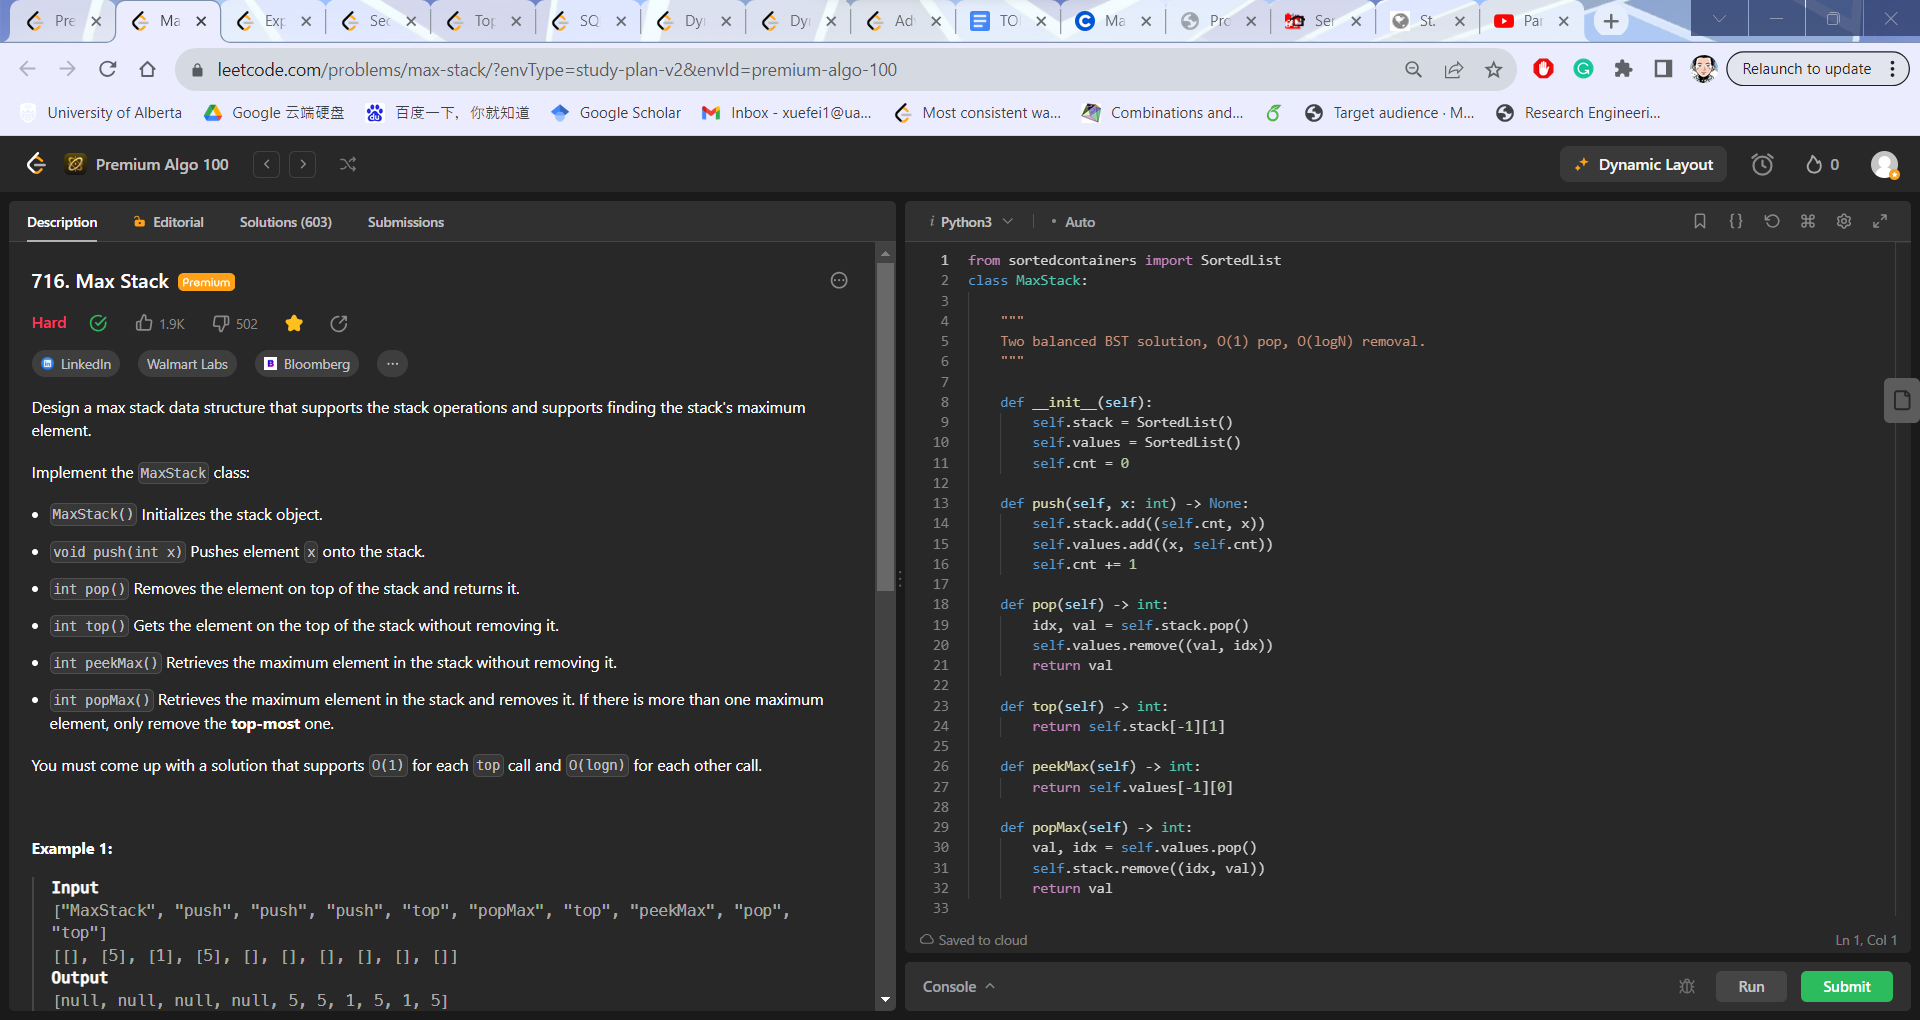 Pre
Ma
Exp
Sec
Top
SQ
Dyn
Dyn
Adv
TO
Ma
Pro
Ser
St.
Par
leetcode.com/problems/max-stack/?envType=study-plan-v2&envId=premium-algo-100
Relaunch to update
University of Alberta
Google 云端硬盘
百度一下，你就知道
Google Scholar
Inbox - xuefei1@ua...
Most consistent wa...
Combinations and...
Target audience · M...
Research Engineeri...
Premium Algo 100
Dynamic Layout
0
Description
Editorial
Solutions (603)
Submissions
716. Max Stack
Premium
Hard
1.9K
502
LinkedIn
Walmart Labs
Bloomberg
Design a max stack data structure that supports the stack operations and supports finding the stack's maximum
element.
Implement the MaxStack class:
• MaxStack() Initializes the stack object.
• void push(int x) Pushes element x onto the stack.
• int pop() Removes the element on top of the stack and returns it.
• int top() Gets the element on the top of the stack without removing it.
• int peekMax() Retrieves the maximum element in the stack without removing it.
• int popMax() Retrieves the maximum element in the stack and removes it. If there is more than one maximum
element, only remove the top-most one.
You must come up with a solution that supports O(1) for each top call and O(logn) for each other call.
Example 1:
Input
["MaxStack", "push", "push", "push", "top", "popMax", "top", "peekMax", "pop",
"top"]
[[], [5], [1], [5], [], [], [], [], [], []]
Output
[null, null, null, null, 5, 5, 1, 5, 1, 5]
i Python3
• Auto
1 from sortedcontainers import SortedList
2 class MaxStack:
3
4     """
5     Two balanced BST solution, O(1) pop, O(logN) removal.
6     """
7
8     def __init__(self):
9         self.stack = SortedList()
10         self.values = SortedList()
11         self.cnt = 0
12
13     def push(self, x: int) -> None:
14         self.stack.add((self.cnt, x))
15         self.values.add((x, self.cnt))
16         self.cnt += 1
17
18     def pop(self) -> int:
19         idx, val = self.stack.pop()
20         self.values.remove((val, idx))
21         return val
22
23     def top(self) -> int:
24         return self.stack[-1][1]
25
26     def peekMax(self) -> int:
27         return self.values[-1][0]
28
29     def popMax(self) -> int:
30         val, idx = self.values.pop()
31         self.stack.remove((idx, val))
32         return val
33
Saved to cloud
Ln 1, Col 1
Console
Run
Submit